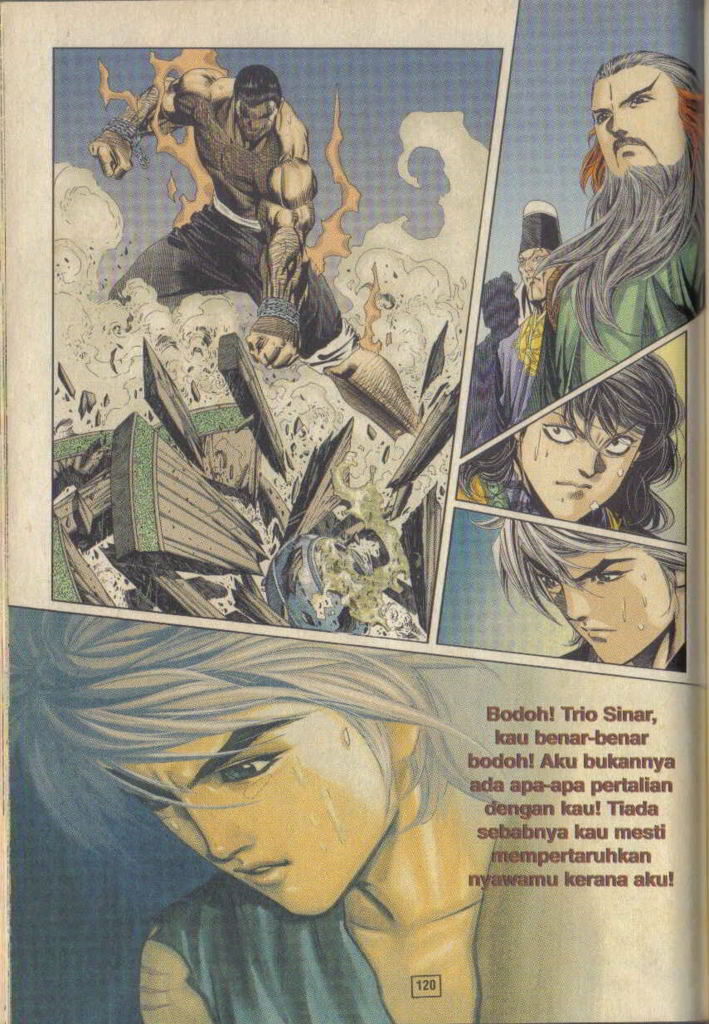 Bodoh! Trio Sinar,
kau benar-benar
bodoh! Aku bukannya
ada apa-apa pertalian
dengan kau! Tiada
sebabnya kau mesti
mempertaruhkan
nyawamu kerana aku!
120